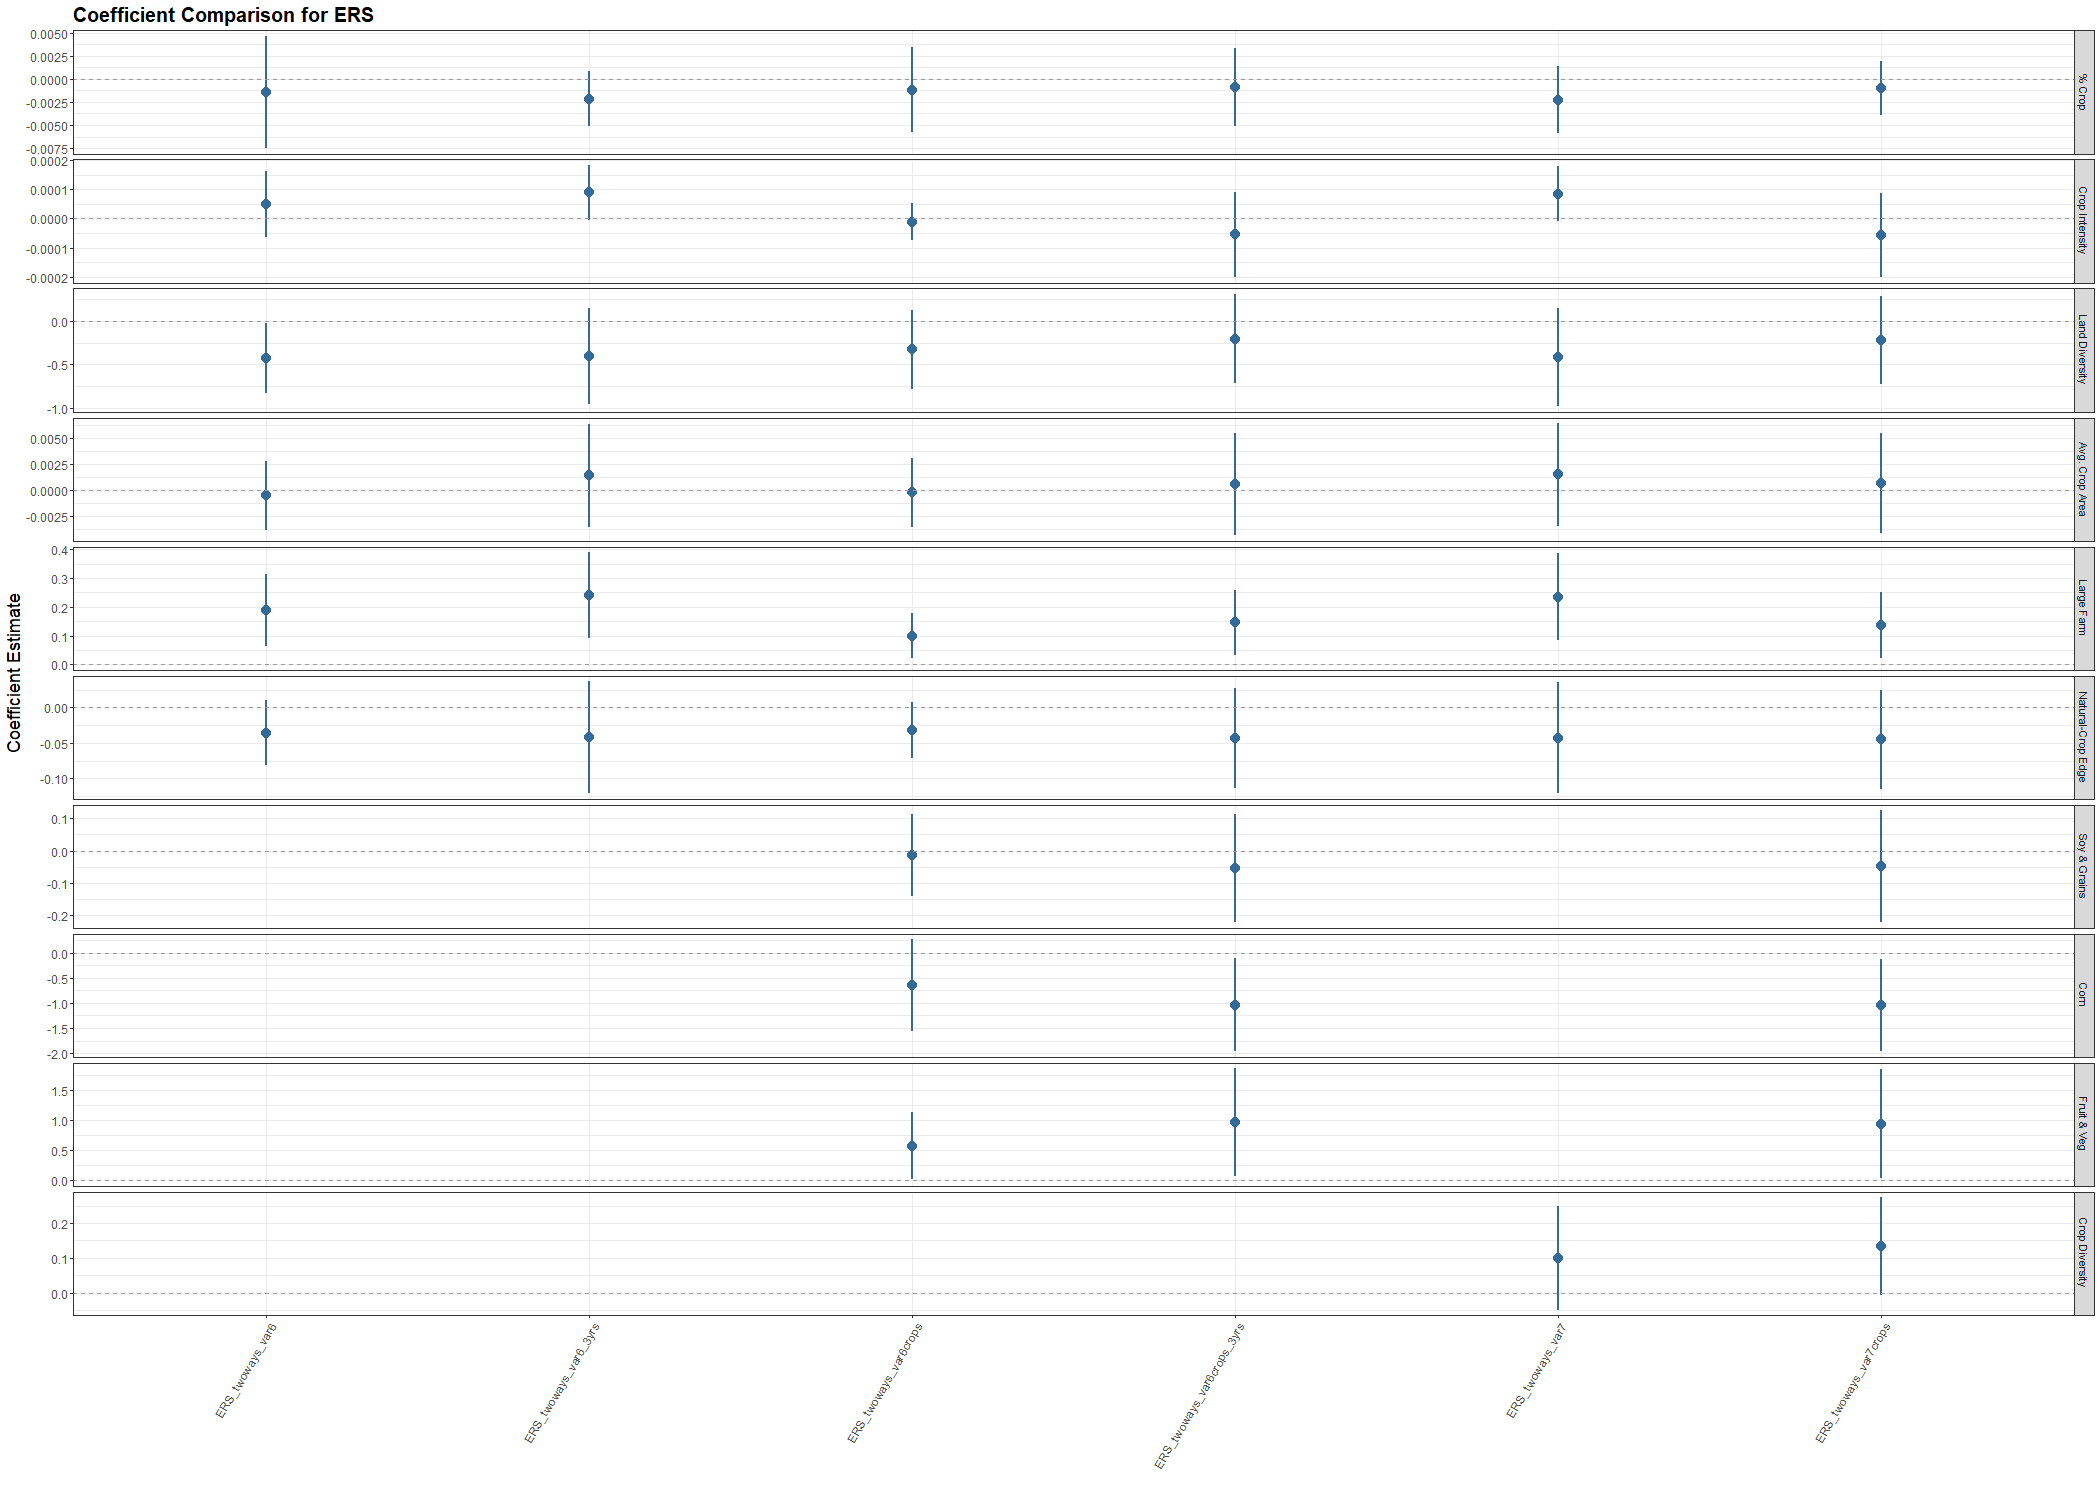 Coefficient Comparison for ERS
Coefficient Estimate
0.0050
0.0025
0.0000
-0.0025
-0.0050
-0.0075
% Crop
0.0002
0.0001
0.0000
-0.0001
-0.0002
Crop Intensity
0.0
-0.5
-1.0
Land Diversity
0.0050
0.0025
0.0000
-0.0025
Avg. Crop Area
0.4
0.3
0.2
0.1
0.0
Large Farm
0.00
-0.05
-0.10
Natural-Crop Edge
0.1
0.0
-0.1
-0.2
Soy & Grains
0.0
-0.5
-1.0
-1.5
-2.0
Corn
1.5
1.0
0.5
0.0
Fruit & Veg
0.2
0.1
0.0
Crop Diversity
ERS_twoways_var6
ERS_twoways_var6_3yrs
ERS_twoways_var6crops
ERS_twoways_var6crops_3yrs
ERS_twoways_var7
ERS_twoways_var7crops